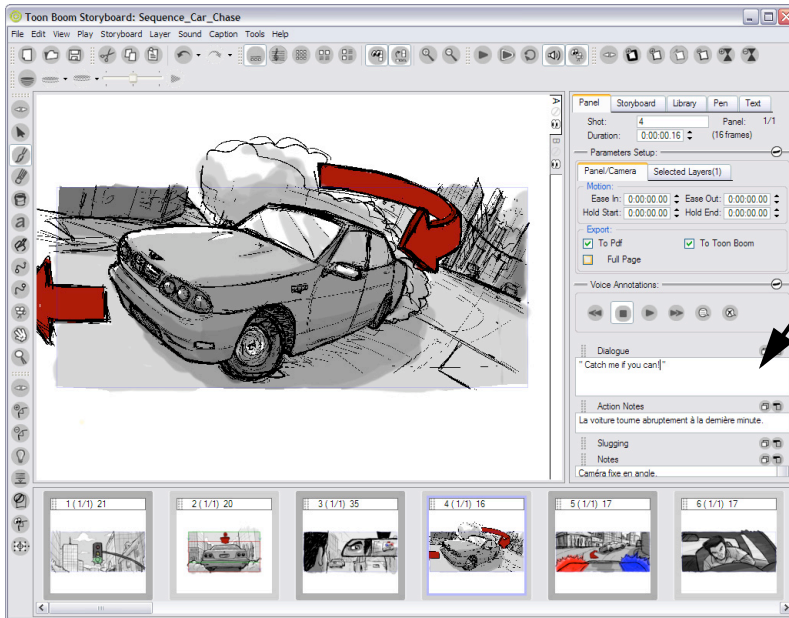 Toon Boom Storyboard: Sequence_Car_Chase
File Edit View Play Storyboard Layer Sound Caption Tools Help
A
Panel Storyboard Library Pen Text
Shot: 4 Panel: 1/1
Duration: 0:00:00.16 (16 frames)
Parameters Setup:
Panel/Camera Selected Layers(1)
Motion:
Ease In: 0:00:00.00 Ease Out: 0:00:00.00
Hold Start: 0:00:00.00 Hold End: 0:00:00.00
Export:
To Pdf To Toon Boom
Full Page
Voice Annotations:
Dialogue
" Catch me if you can! "
Action Notes
La voiture tourne abruptement à la dernière minute.
Slugging
Notes
Caméra fixe en angle.
1 ( 1/1) 21
2 ( 1/1) 20
3 ( 1/1) 35
4 ( 1/1) 16
5 ( 1/1) 17
6 ( 1/1) 17